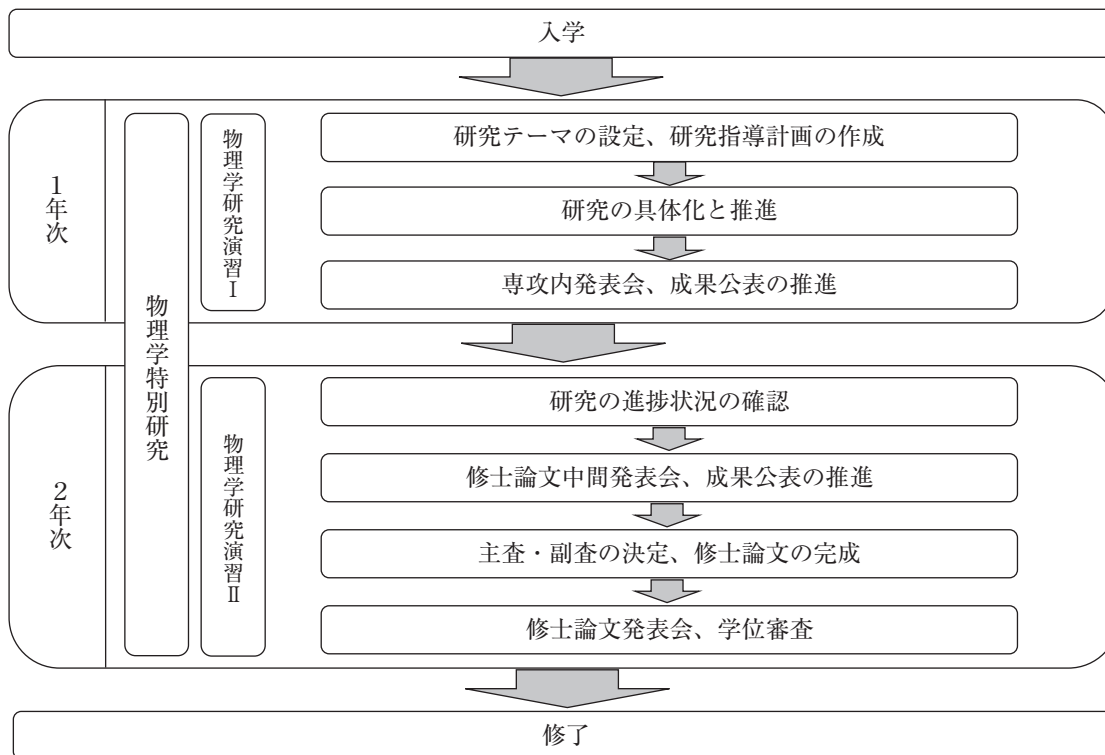 入学
1年次
物理学特別研究
物理学研究演習Ⅰ
研究テーマの設定、研究指導計画の作成
研究の具体化と推進
専攻内発表会、成果公表の推進
2年次
物理学研究演習Ⅱ
研究の進捗状況の確認
修士論文中間発表会、成果公表の推進
主査・副査の決定、修士論文の完成
修士論文発表会、学位審査
修了